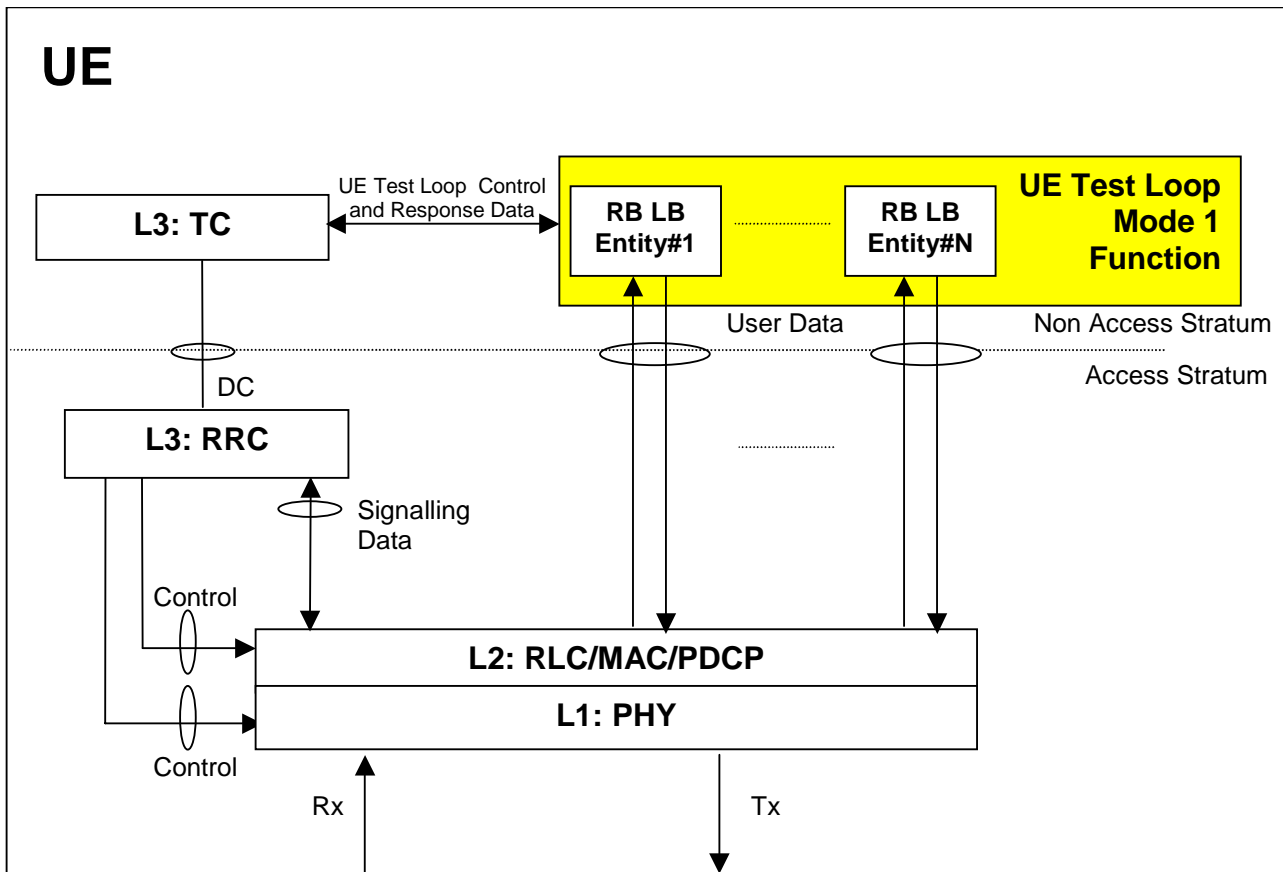 UE
UE Test Loop Control
and Response Data
L3: TC
RB LB
Entity#1
RB LB
Entity#N
UE Test Loop
Mode 1
Function
User Data
Non Access Stratum
Access Stratum
DC
L3: RRC
Signalling
Data
Control
L2: RLC/MAC/PDCP
L1: PHY
Control
Rx
Tx